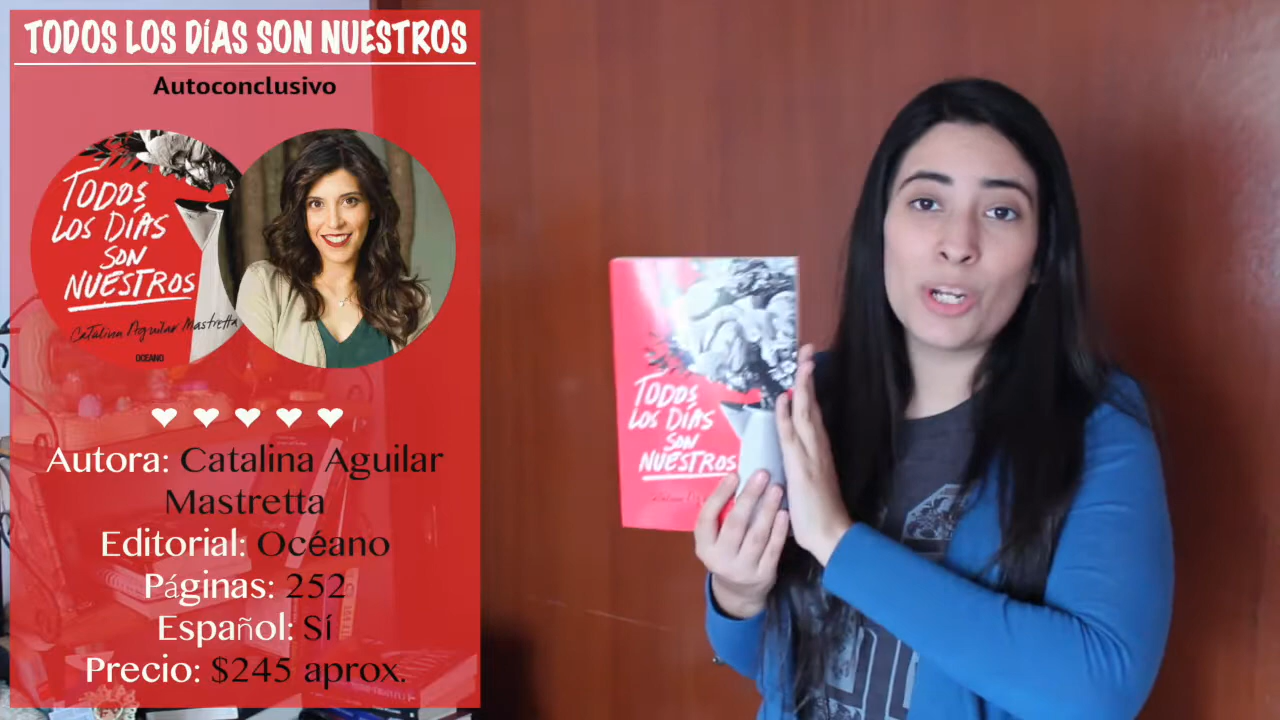 TODOS LOS DÍAS SON NUESTROS
Autoconclusivo
TODOS
LOS DÍAS
SON
NUESTROS
Catalina Aguilar Mastretta
OCEANO
Autora: Catalina Aguilar
Mastretta
Editorial: Océano
Páginas: 252
Español: Sí
Precio: $245 aprox.
TODOS
LOS DÍAS
SON
NUESTROS